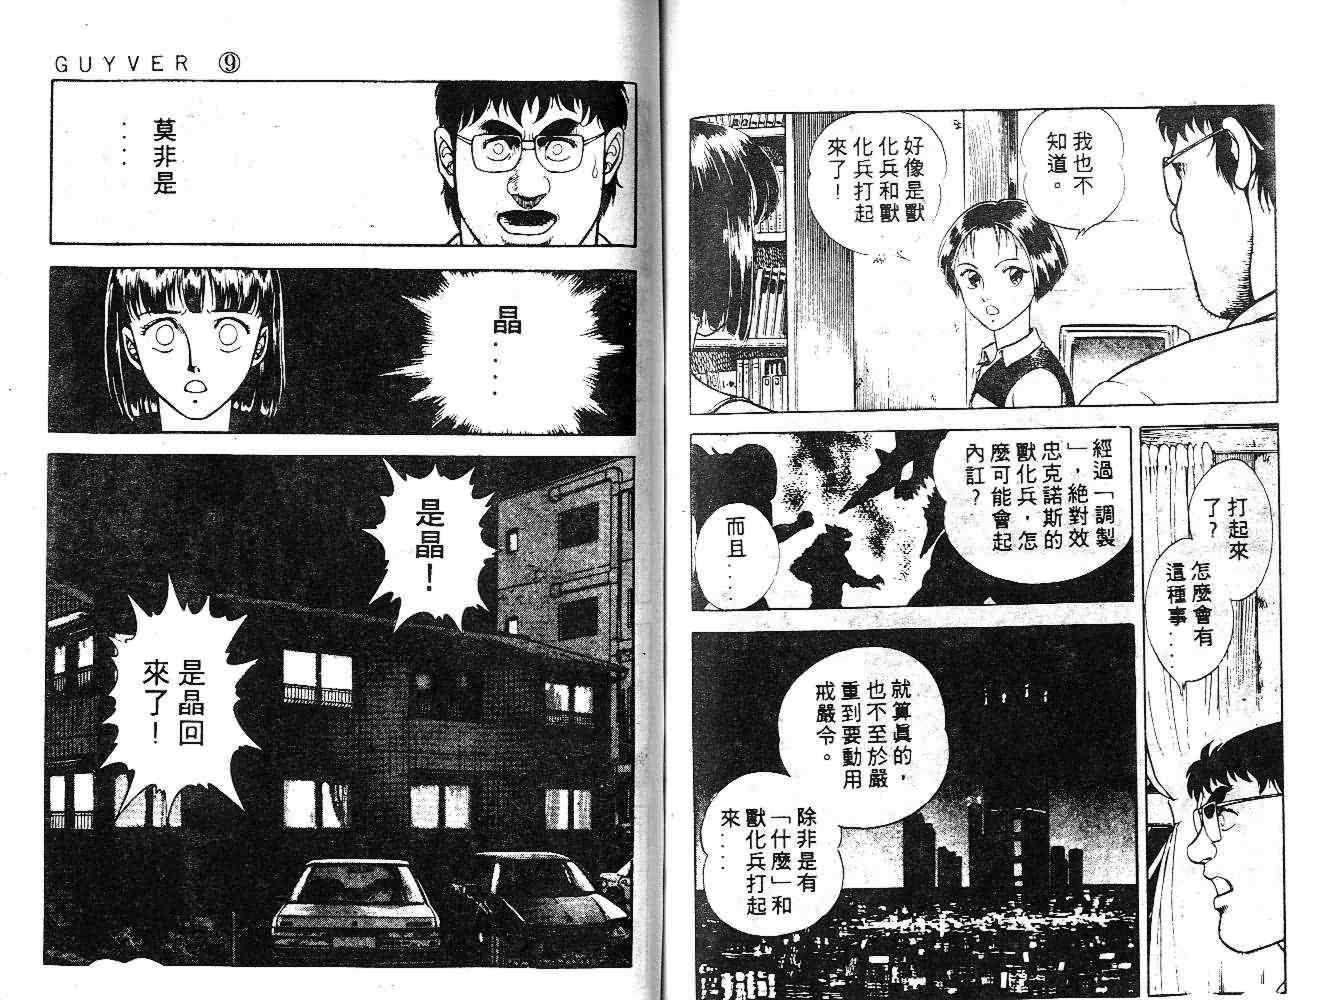 我也不
知道。
好像是獸
化兵和獸
化兵打起
來了！
打起來
了？
怎麼會有
這種事‥‥
經過「調製
」，絕對效
忠克諾斯的
獸化兵，怎
麼可能會起
內訌？
而且‥‥
就算真的，
也不至於嚴
重到要動用
戒嚴令。
除非是有
「什麼」和
獸化兵打起
來‥‥
GUYVER ⑨
莫非是
‥‥
晶‥‥
是晶！
是晶回
來了！